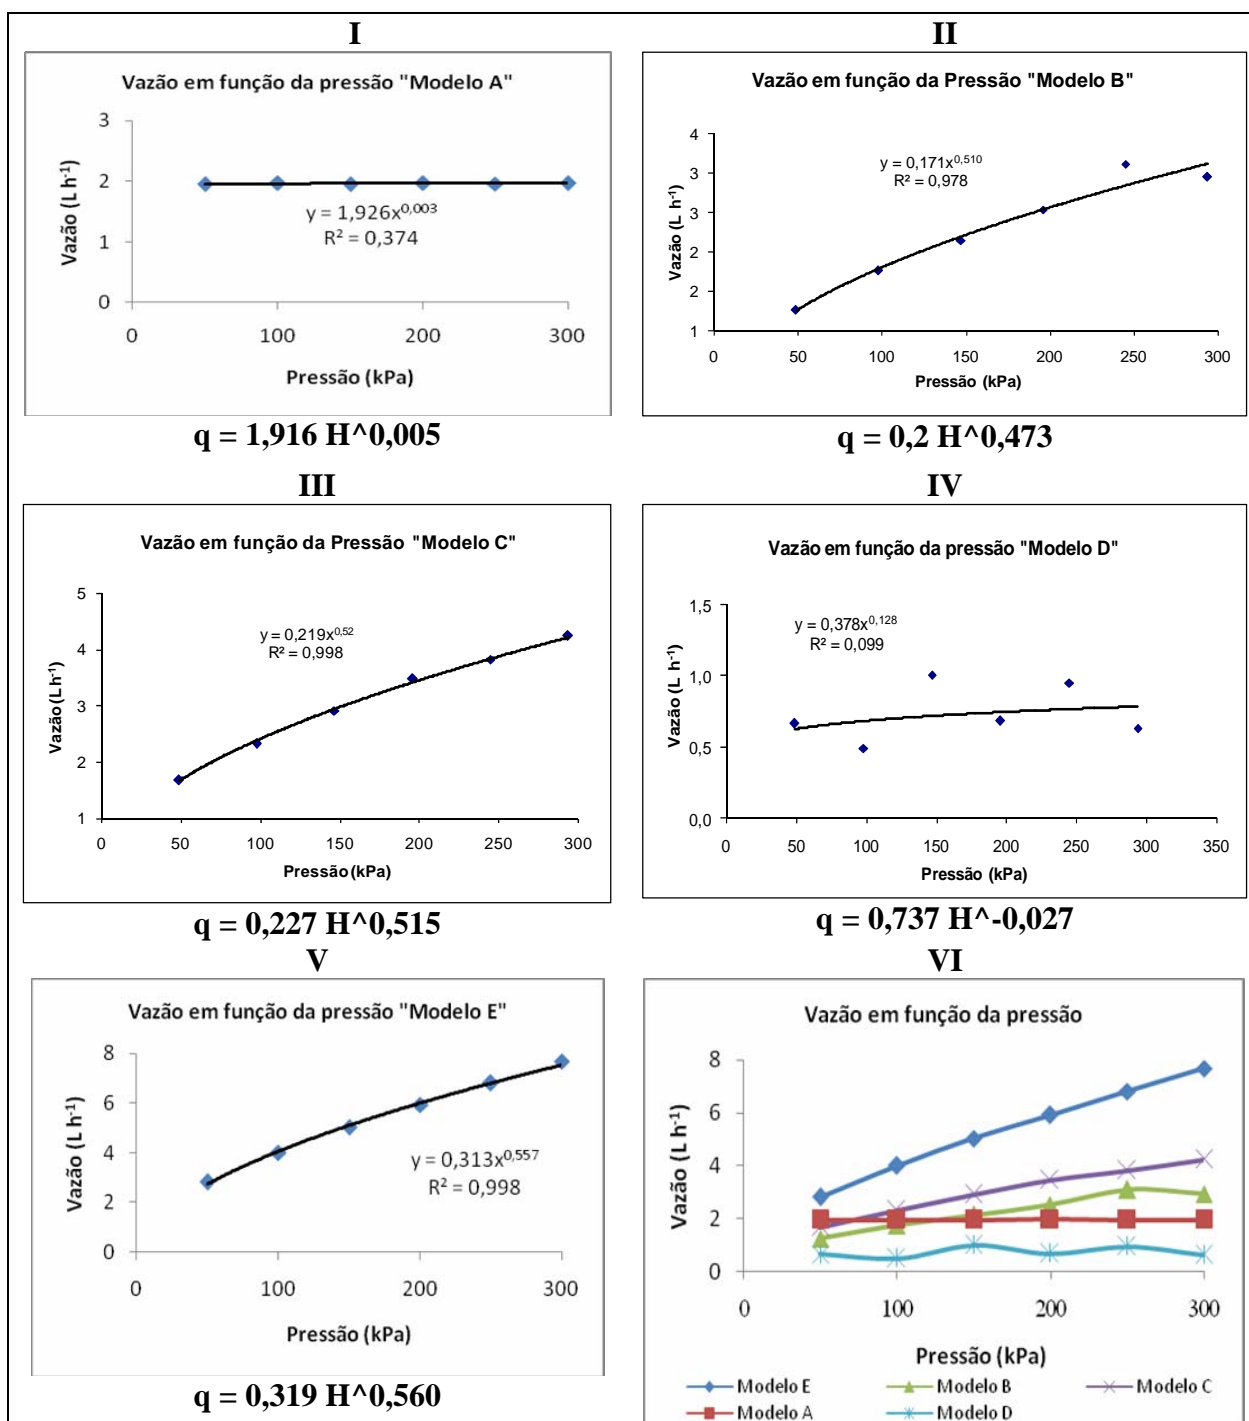 I
Vazão em função da pressão "Modelo A"
3
2
1
0
y = 1,926x^0,003
R² = 0,374
0 100 200 300
Vazão (L h⁻¹)
Pressão (kPa)
q = 1,916 H^0,005
II
Vazão em função da Pressão "Modelo B"
4
3
3
2
2
1
y = 0,171x^0,510
R² = 0,978
0 50 100 150 200 250 300
Vazão (L h⁻¹)
Pressão (kPa)
q = 0,2 H^0,473
III
Vazão em função da Pressão "Modelo C"
5
4
3
2
1
y = 0,219x^0,52
R² = 0,998
0 50 100 150 200 250 300
Vazão (L h⁻¹)
Pressão (kPa)
q = 0,227 H^0,515
IV
Vazão em função da pressão "Modelo D"
1,5
1,0
0,5
0,0
y = 0,378x^0,128
R² = 0,099
0 50 100 150 200 250 300 350
Vazão (L h⁻¹)
Pressão (kPa)
q = 0,737 H^-0,027
V
Vazão em função da pressão "Modelo E"
8
6
4
2
0
y = 0,313x^0,557
R² = 0,998
0 100 200 300
Vazão (L h⁻¹)
Pressão (kPa)
q = 0,319 H^0,560
VI
Vazão em função da pressão
8
6
4
2
0
0 100 200 300
Vazão (L h⁻¹)
Pressão (kPa)
Modelo E Modelo B Modelo C
Modelo A Modelo D